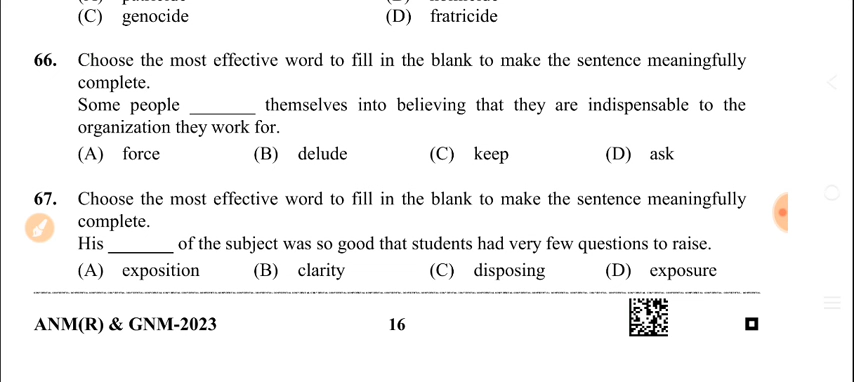 (C) genocide (D) fratricide
66. Choose the most effective word to fill in the blank to make the sentence meaningfully
complete.
Some people _______ themselves into believing that they are indispensable to the
organization they work for.
(A) force (B) delude (C) keep (D) ask
67. Choose the most effective word to fill in the blank to make the sentence meaningfully
complete.
His _______ of the subject was so good that students had very few questions to raise.
(A) exposition (B) clarity (C) disposing (D) exposure
ANM(R) & GNM-2023 16